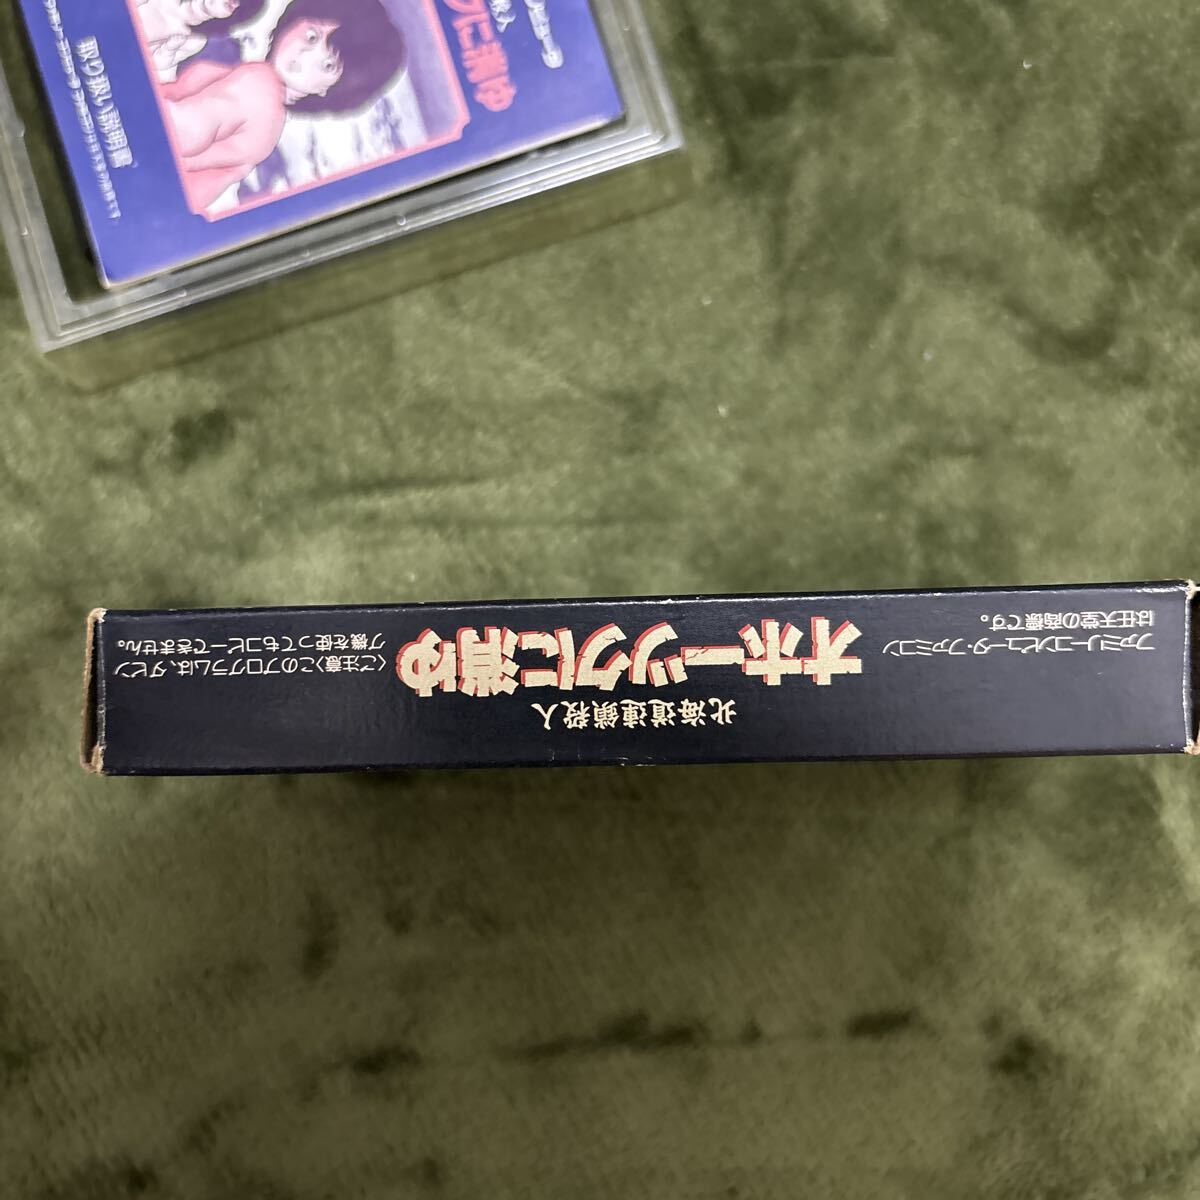 北海道連鎖殺人
オホーツクに消ゆ
ファミリーコンピュータ・ファミコン
は任天堂の商標です。
〈ご注意〉このプログラムは、ダビン
グ機を使ってもコピーできません。
クに消ゆ
取り扱い説明書